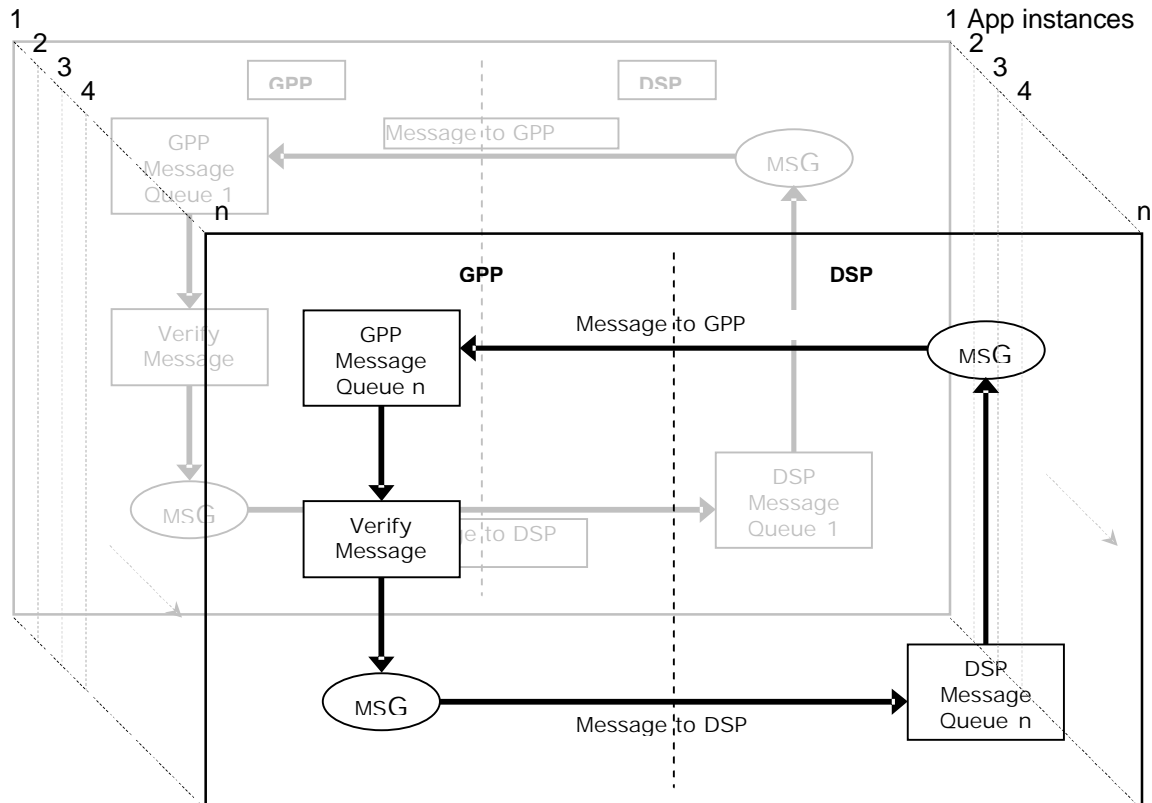 1
1 App instances
2
2
3
3
4
4
GPP
DSP
Message to GPP
GPP
Message
Queue 1
MSG
n
n
GPP
DSP
Verify
Message
Message to GPP
GPP
Message
Queue n
MSG
DSP
Message
Queue 1
MSG
Verify
Message
to DSP
DSP
Message
Queue n
MSG
Message to DSP